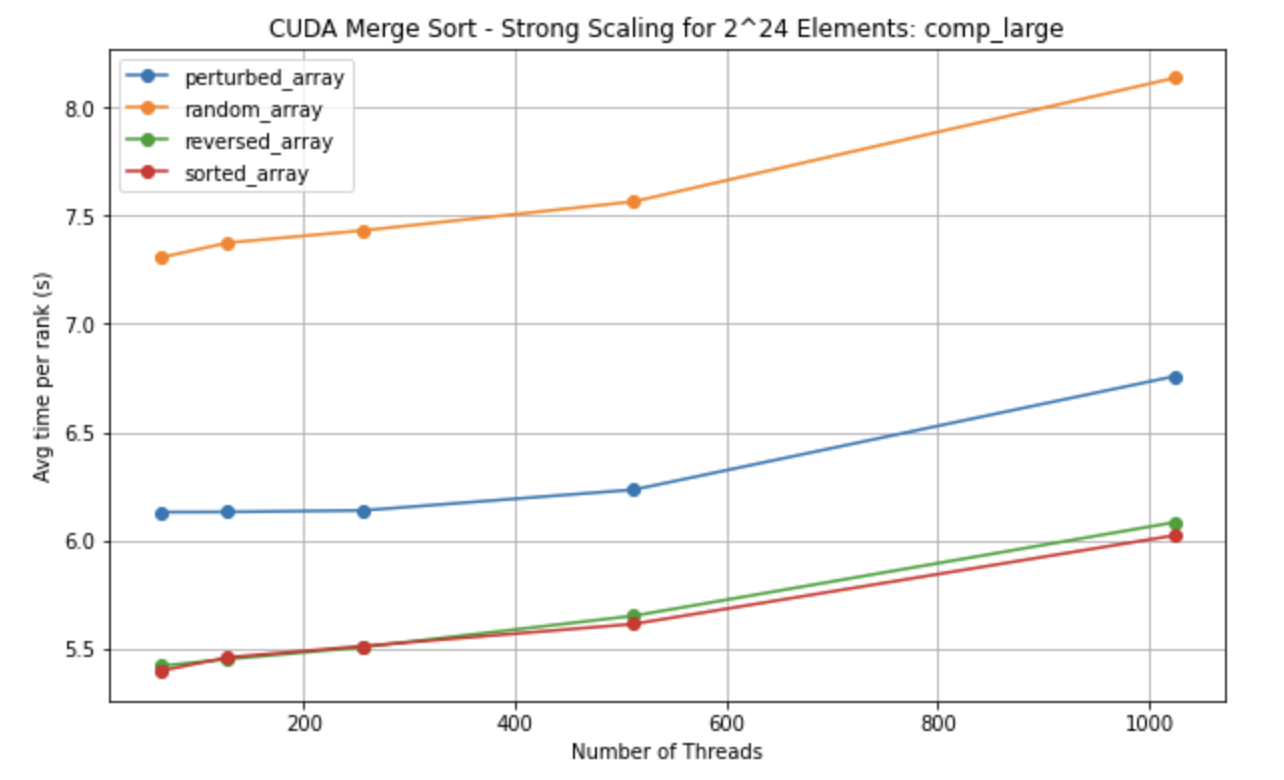 CUDA Merge Sort - Strong Scaling for 2^24 Elements: comp_large
perturbed_array
random_array
reversed_array
sorted_array
8.0
7.5
7.0
6.5
6.0
5.5
Avg time per rank (s)
200
400
600
800
1000
Number of Threads